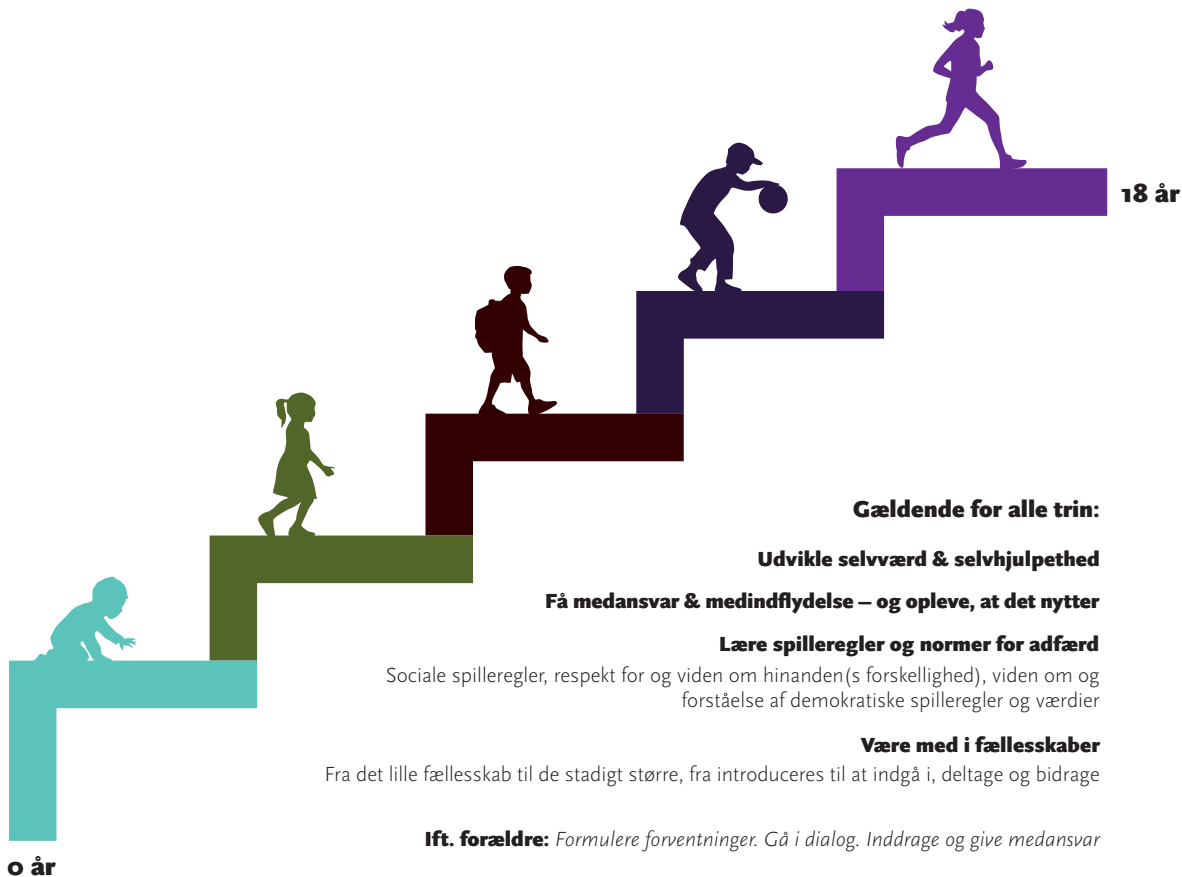 18 år
Gældende for alle trin:
Udvikle selvværd & selvhjulpethed
Få medansvar & medindflydelse – og opleve, at det nytter
Lære spilleregler og normer for adfærd
Sociale spilleregler, respekt for og viden om hinanden(s forskellighed), viden om og
forståelse af demokratiske spilleregler og værdier
Være med i fællesskaber
Fra det lille fællesskab til de stadigt større, fra introduceres til at indgå i, deltage og bidrage
Ift. forældre: Formulere forventninger. Gå i dialog. Inddrage og give medansvar
0 år